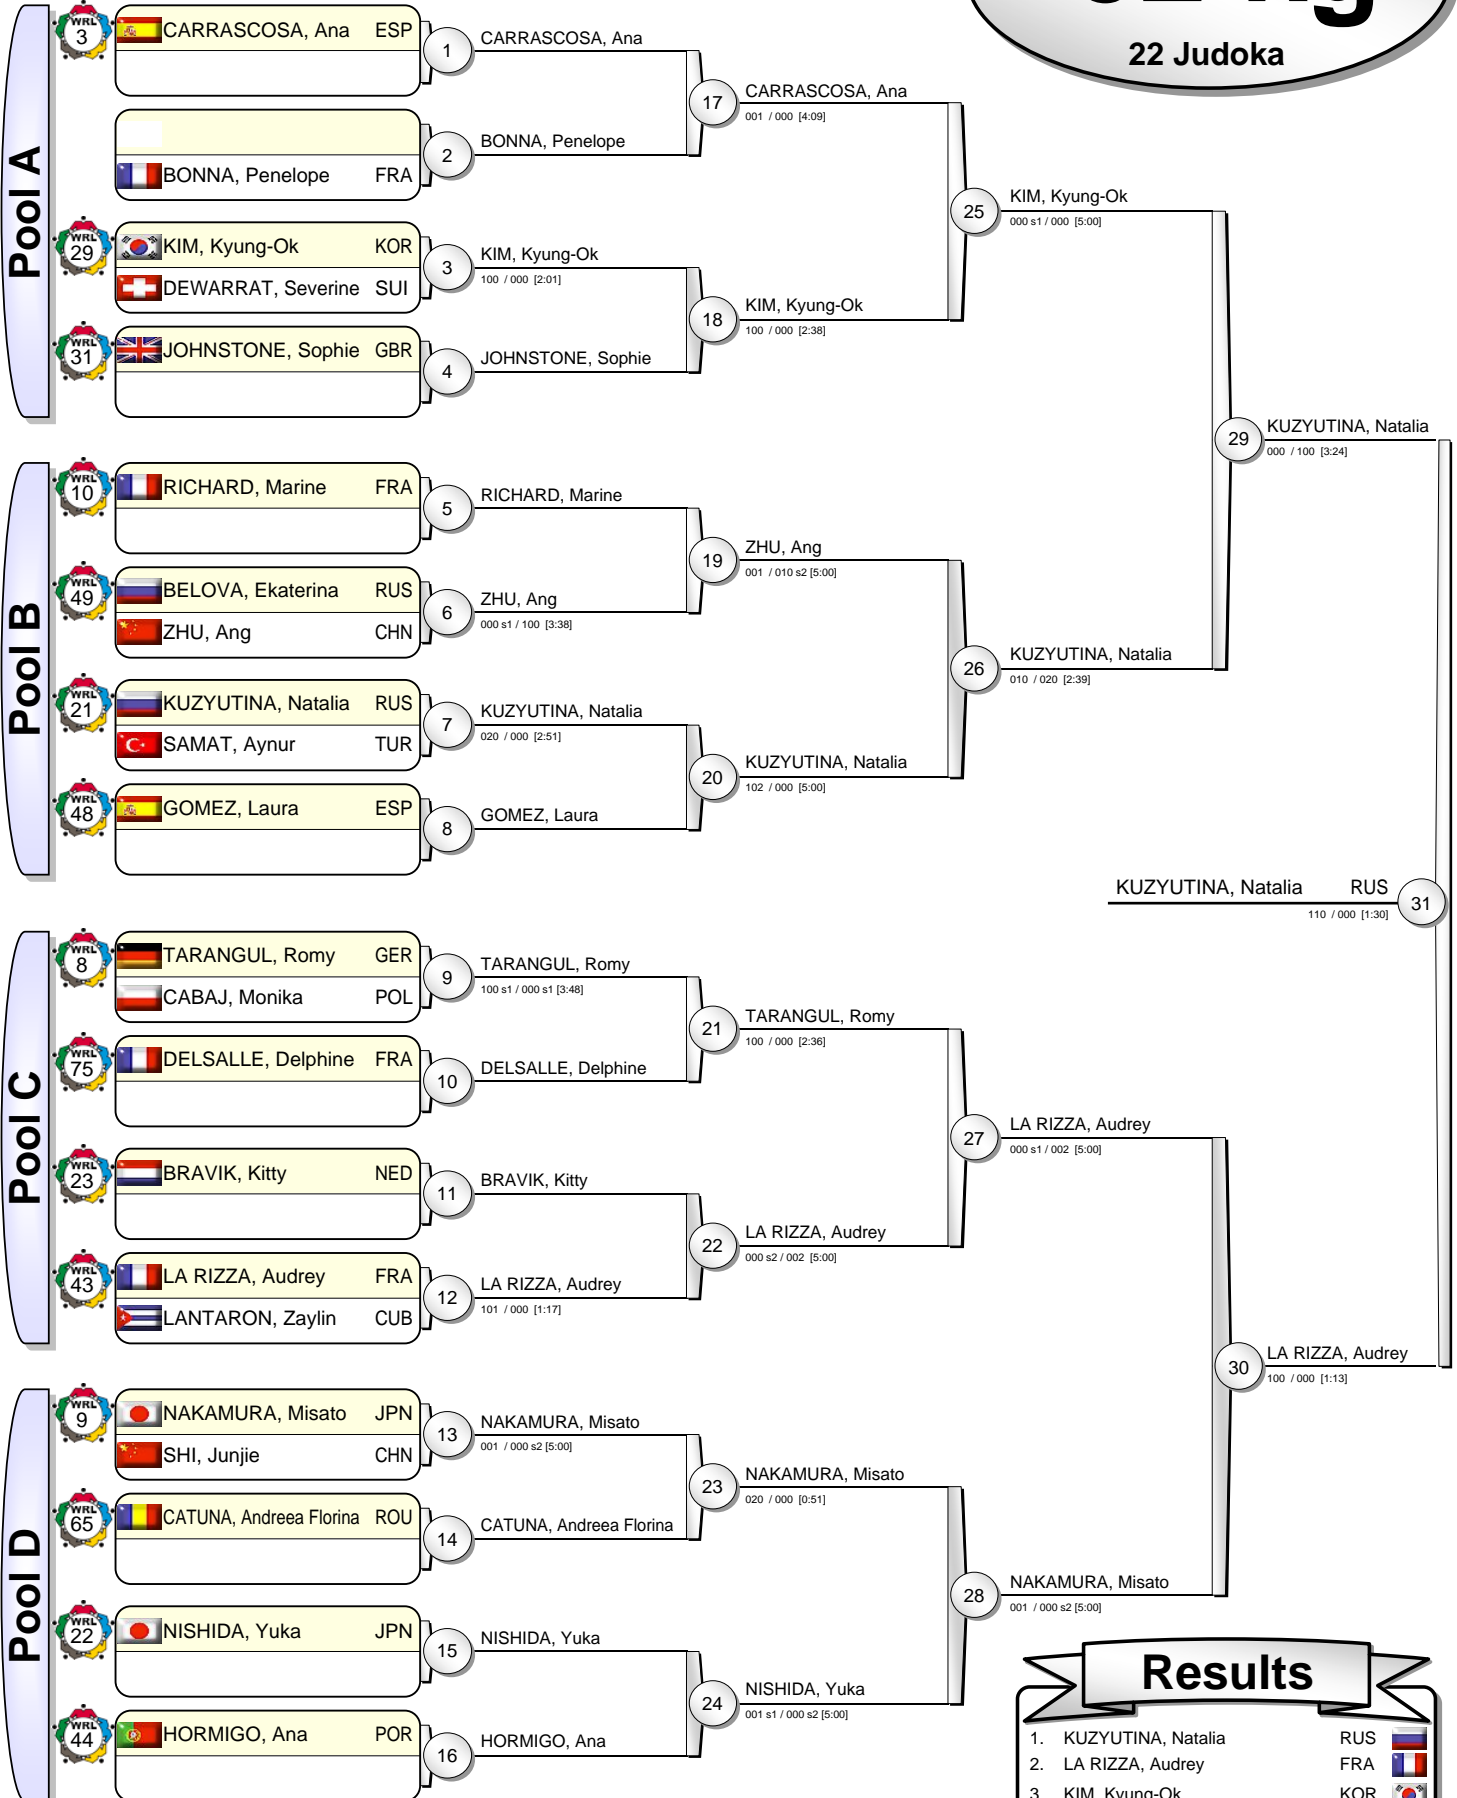 22 Judoka
Pool A
WRL 3
CARRASCOSA, Ana ESP
BONNA, Penelope FRA
WRL 29
KIM, Kyung-Ok KOR
DEWARRAT, Severine SUI
WRL 31
JOHNSTONE, Sophie GBR
1
CARRASCOSA, Ana
2
BONNA, Penelope
3
KIM, Kyung-Ok
100 / 000 [2:01]
4
JOHNSTONE, Sophie
17
CARRASCOSA, Ana
001 / 000 [4:09]
18
KIM, Kyung-Ok
100 / 000 [2:38]
25
KIM, Kyung-Ok
000 s1 / 000 [5:00]
Pool B
WRL 10
RICHARD, Marine FRA
WRL 49
BELOVA, Ekaterina RUS
ZHU, Ang CHN
WRL 21
KUZYUTINA, Natalia RUS
SAMAT, Aynur TUR
WRL 48
GOMEZ, Laura ESP
5
RICHARD, Marine
6
ZHU, Ang
000 s1 / 100 [3:38]
7
KUZYUTINA, Natalia
020 / 000 [2:51]
8
GOMEZ, Laura
19
ZHU, Ang
001 / 010 s2 [5:00]
20
KUZYUTINA, Natalia
102 / 000 [5:00]
26
KUZYUTINA, Natalia
010 / 020 [2:39]
29
KUZYUTINA, Natalia
000 / 100 [3:24]
KUZYUTINA, Natalia RUS
110 / 000 [1:30]
31
Pool C
WRL 8
TARANGUL, Romy GER
CABAJ, Monika POL
WRL 75
DELSALLE, Delphine FRA
WRL 23
BRAVIK, Kitty NED
WRL 43
LA RIZZA, Audrey FRA
LANTARON, Zaylin CUB
9
TARANGUL, Romy
100 s1 / 000 s1 [3:48]
10
DELSALLE, Delphine
11
BRAVIK, Kitty
12
LA RIZZA, Audrey
101 / 000 [1:17]
21
TARANGUL, Romy
100 / 000 [2:36]
22
LA RIZZA, Audrey
000 s2 / 002 [5:00]
27
LA RIZZA, Audrey
000 s1 / 002 [5:00]
Pool D
WRL 9
NAKAMURA, Misato JPN
SHI, Junjie CHN
WRL 65
CATUNA, Andreea Florina ROU
WRL 22
NISHIDA, Yuka JPN
WRL 44
HORMIGO, Ana POR
13
NAKAMURA, Misato
001 / 000 s2 [5:00]
14
CATUNA, Andreea Florina
15
NISHIDA, Yuka
16
HORMIGO, Ana
23
NAKAMURA, Misato
020 / 000 [0:51]
24
NISHIDA, Yuka
001 s1 / 000 s2 [5:00]
28
NAKAMURA, Misato
001 / 000 s2 [5:00]
30
LA RIZZA, Audrey
100 / 000 [1:13]
Results
1. KUZYUTINA, Natalia RUS
2. LA RIZZA, Audrey FRA
3. KIM, Kyung-Ok KOR